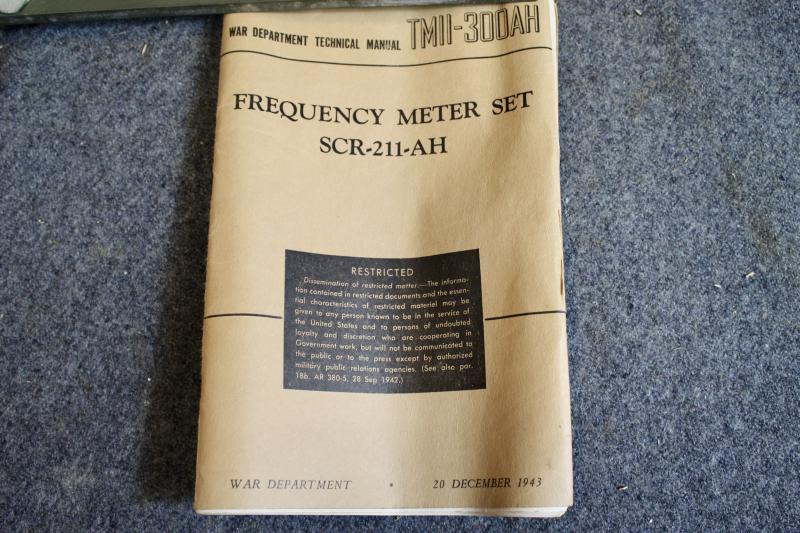 WAR DEPARTMENT TECHNICAL MANUAL TM11-300AH
FREQUENCY METER SET
SCR-211-AH
RESTRICTED
Dissemination of restricted matter.—The informa-
tion contained in restricted documents and the essen-
tial characteristics of restricted materiel may be
given to any person known to be in the service of
the United States and to persons of undoubted
loyalty and discretion who are cooperating in
Government work, but will not be communicated to
the public or to the press except by authorized
military public relations agencies. (See also par.
18b. AR 380-5, 28 Sep 1942.)
WAR DEPARTMENT • 20 DECEMBER 1943